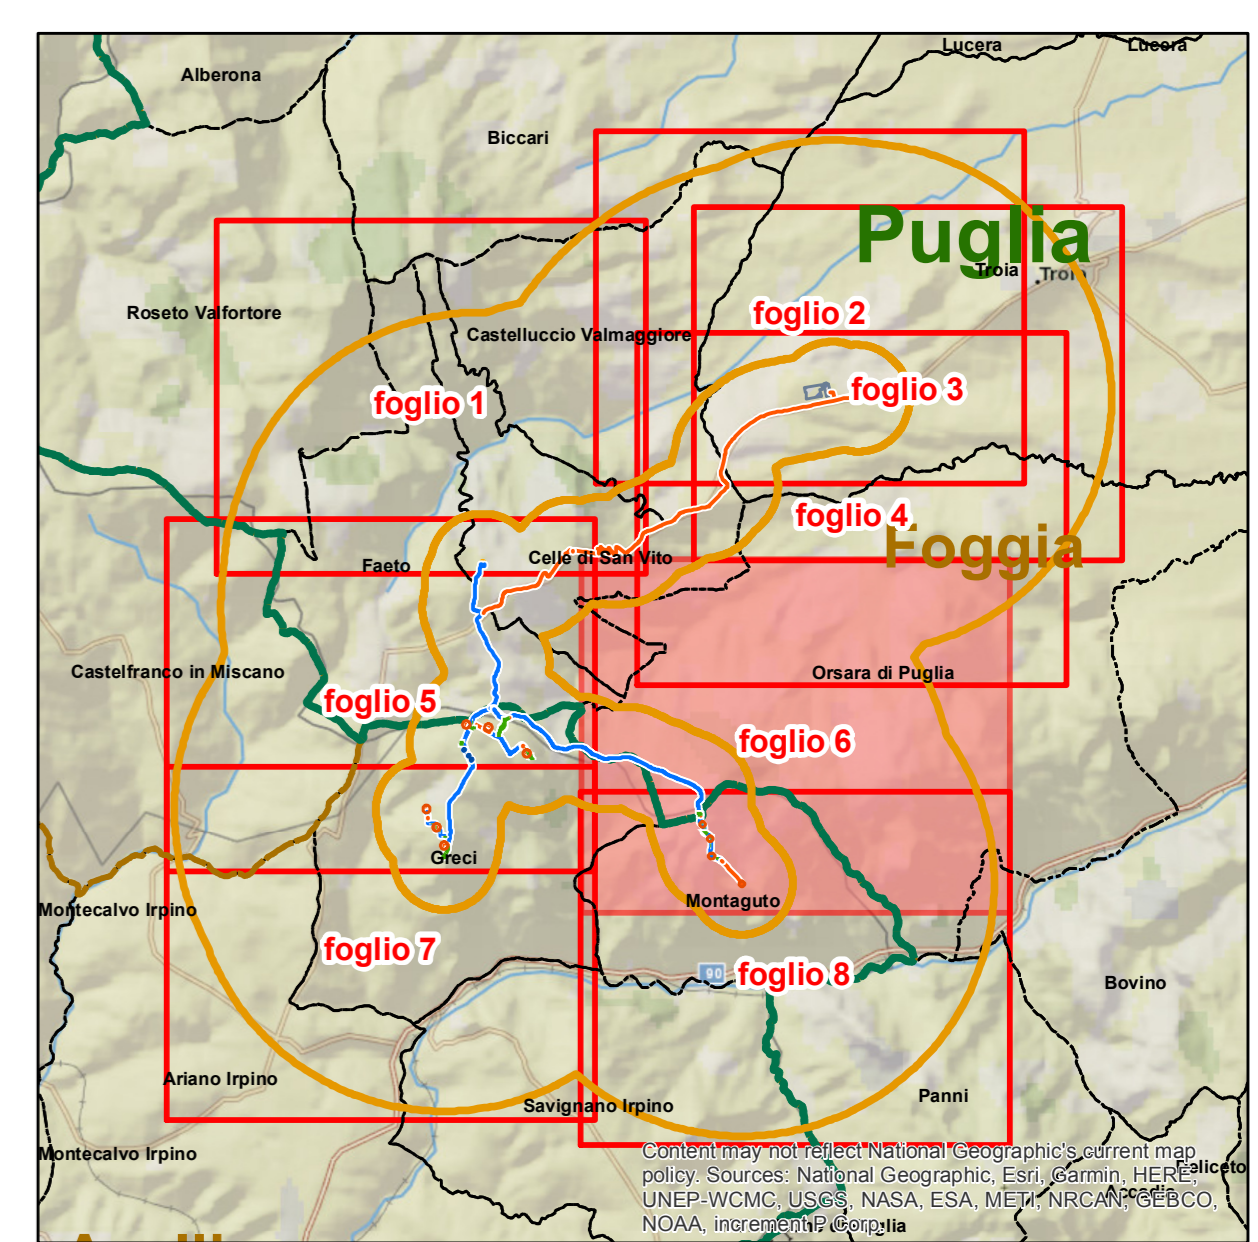 Lucera
Lucera
Alberona
Biccari
Puglia
Troia
Troia
Roseto Valfortore
foglio 2
Castelluccio Valmaggiore
foglio 3
foglio 1
foglio 4
Foggia
Celle di San Vito
Faeto
Castelfranco in Miscano
Orsara di Puglia
foglio 5
foglio 6
Greci
Montaguto
Montecalvo Irpino
foglio 7
90
foglio 8
Bovino
Ariano Irpino
Panni
Savignano Irpino
Montecalvo Irpino
Content may not reflect National Geographic's current map
policy. Sources: National Geographic, Esri, Garmin, HERE,
UNEP-WCMC, USGS, NASA, ESA, METI, NRCAN, GEBCO,
NOAA, increment P Corp.
Deliceto
Accadia